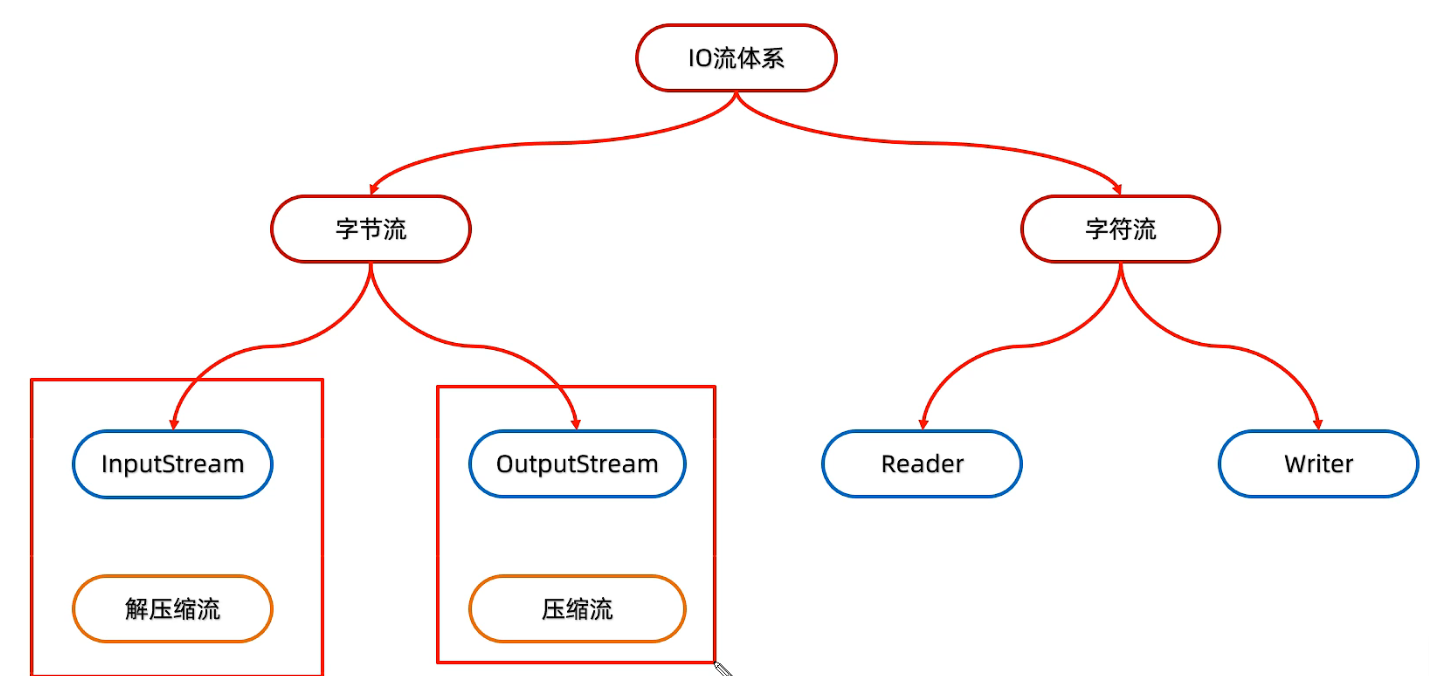 IO流体系
字节流
字符流
InputStream
OutputStream
Reader
Writer
解压缩流
压缩流